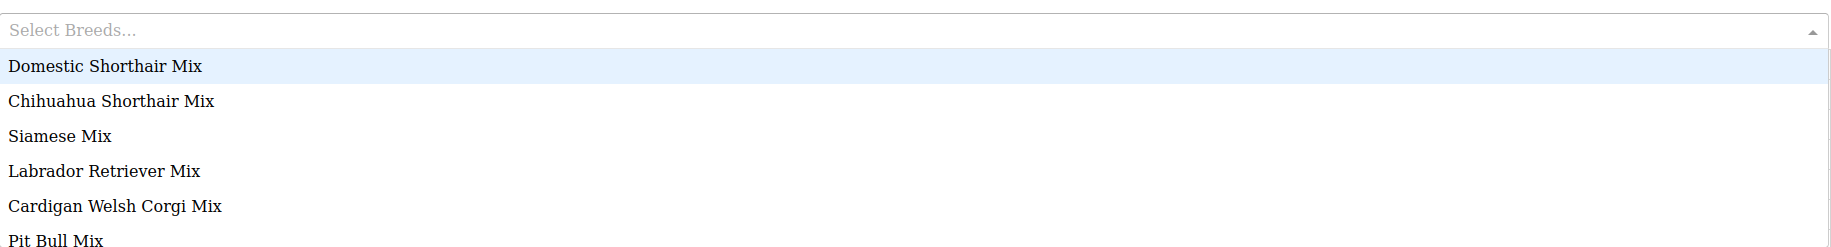 Select Breeds...
Domestic Shorthair Mix
Chihuahua Shorthair Mix
Siamese Mix
Labrador Retriever Mix
Cardigan Welsh Corgi Mix
Pit Bull Mix